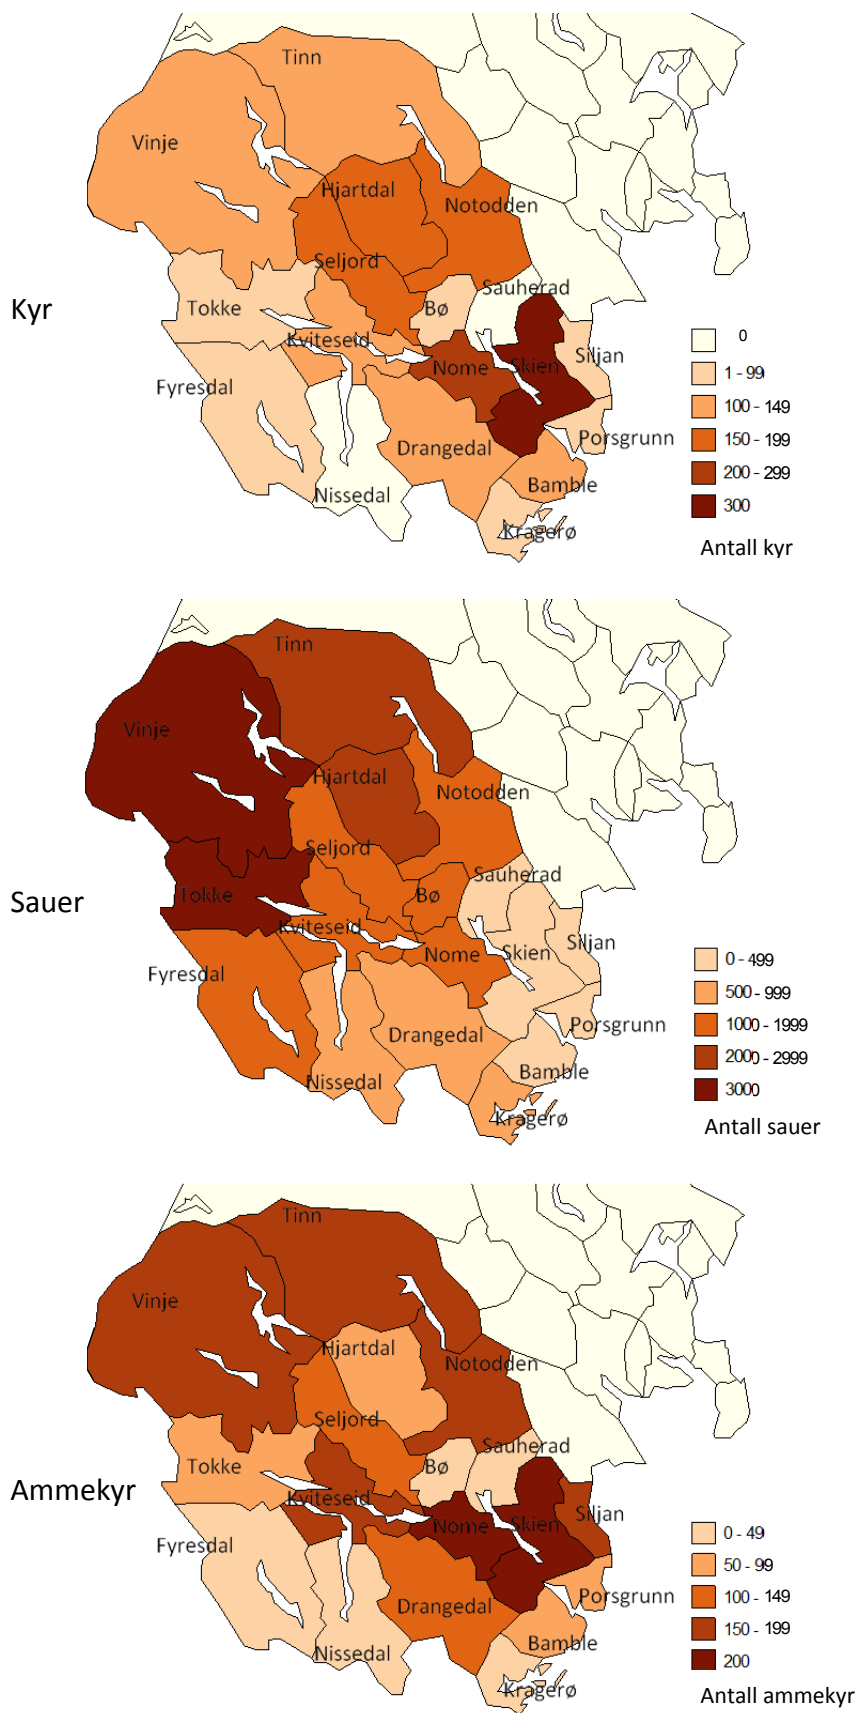 Tinn
Vinje
Hjartdal
Notodden
Seljord
Sauherad
Kyr
Tokke
Bø
Kviteseid
Nome
Skien
Siljan
Fyresdal
Drangedal
Porsgrunn
Nissedal
Bamble
Kragerø
0
1 - 99
100 - 149
150 - 199
200 - 299
300
Antall kyr
Tinn
Vinje
Hjartdal
Notodden
Seljord
Sauherad
Sauer
Tokke
Bø
Kviteseid
Nome
Skien
Siljan
Fyresdal
Drangedal
Porsgrunn
Nissedal
Bamble
Kragerø
0 - 499
500 - 999
1000 - 1999
2000 - 2999
3000
Antall sauer
Tinn
Vinje
Hjartdal
Notodden
Seljord
Sauherad
Ammekyr
Tokke
Bø
Kviteseid
Nome
Skien
Siljan
Fyresdal
Drangedal
Porsgrunn
Nissedal
Bamble
Kragerø
0 - 49
50 - 99
100 - 149
150 - 199
200
Antall ammekyr